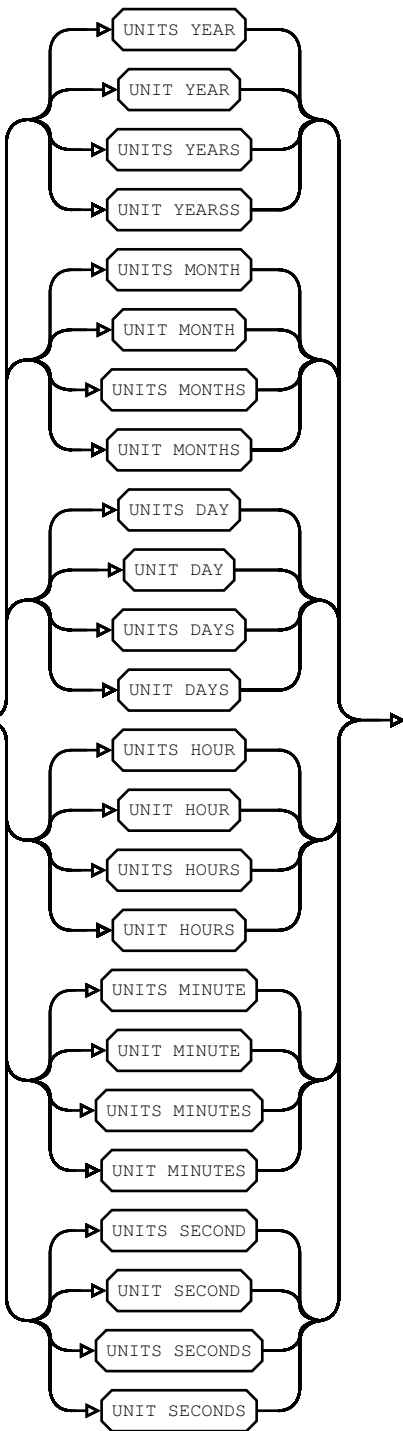 UNITS YEAR
UNIT YEAR
UNITS YEARS
UNIT YEARSS
UNITS MONTH
UNIT MONTH
UNITS MONTHS
UNIT MONTHS
UNITS DAY
UNIT DAY
UNITS DAYS
UNIT DAYS
UNITS HOUR
UNIT HOUR
UNITS HOURS
UNIT HOURS
UNITS MINUTE
UNIT MINUTE
UNITS MINUTES
UNIT MINUTES
UNITS SECOND
UNIT SECOND
UNITS SECONDS
UNIT SECONDS